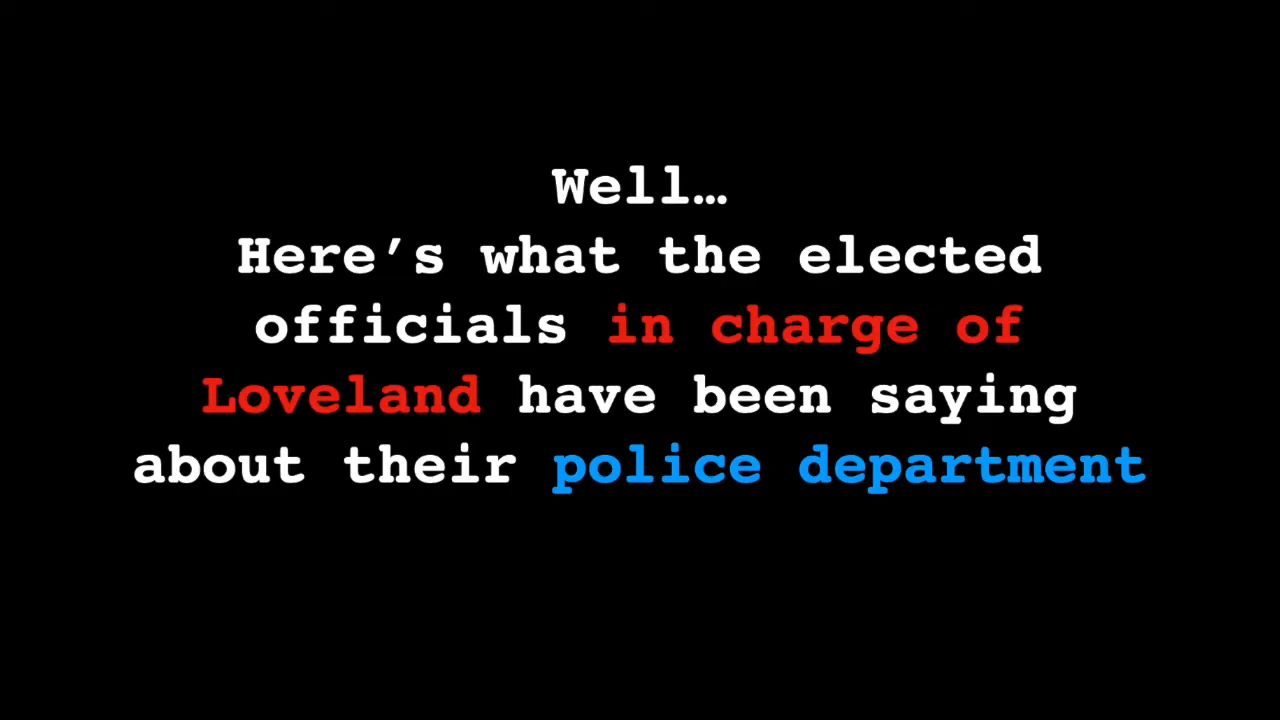 Well…
Here’s what the elected
officials in charge of
Loveland have been saying
about their police department